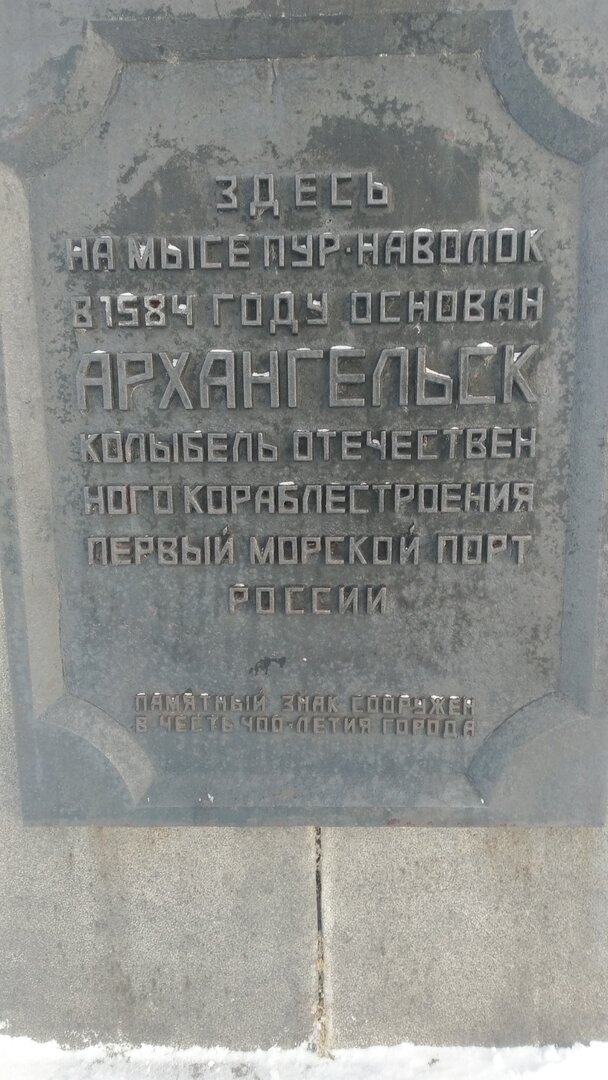 ЗДЕСЬ
НА МЫСЕ ПУР-НАВОЛОК
В 1584 ГОДУ ОСНОВАН
АРХАНГЕЛЬСК
КОЛЫБЕЛЬ ОТЕЧЕСТВЕН
НОГО КОРАБЛЕСТРОЕНИЯ
ПЕРВЫЙ МОРСКОЙ ПОРТ
РОССИИ
ПАМЯТНЫЙ ЗНАК СООРУЖЕН
В ЧЕСТЬ 400-ЛЕТИЯ ГОРОДА